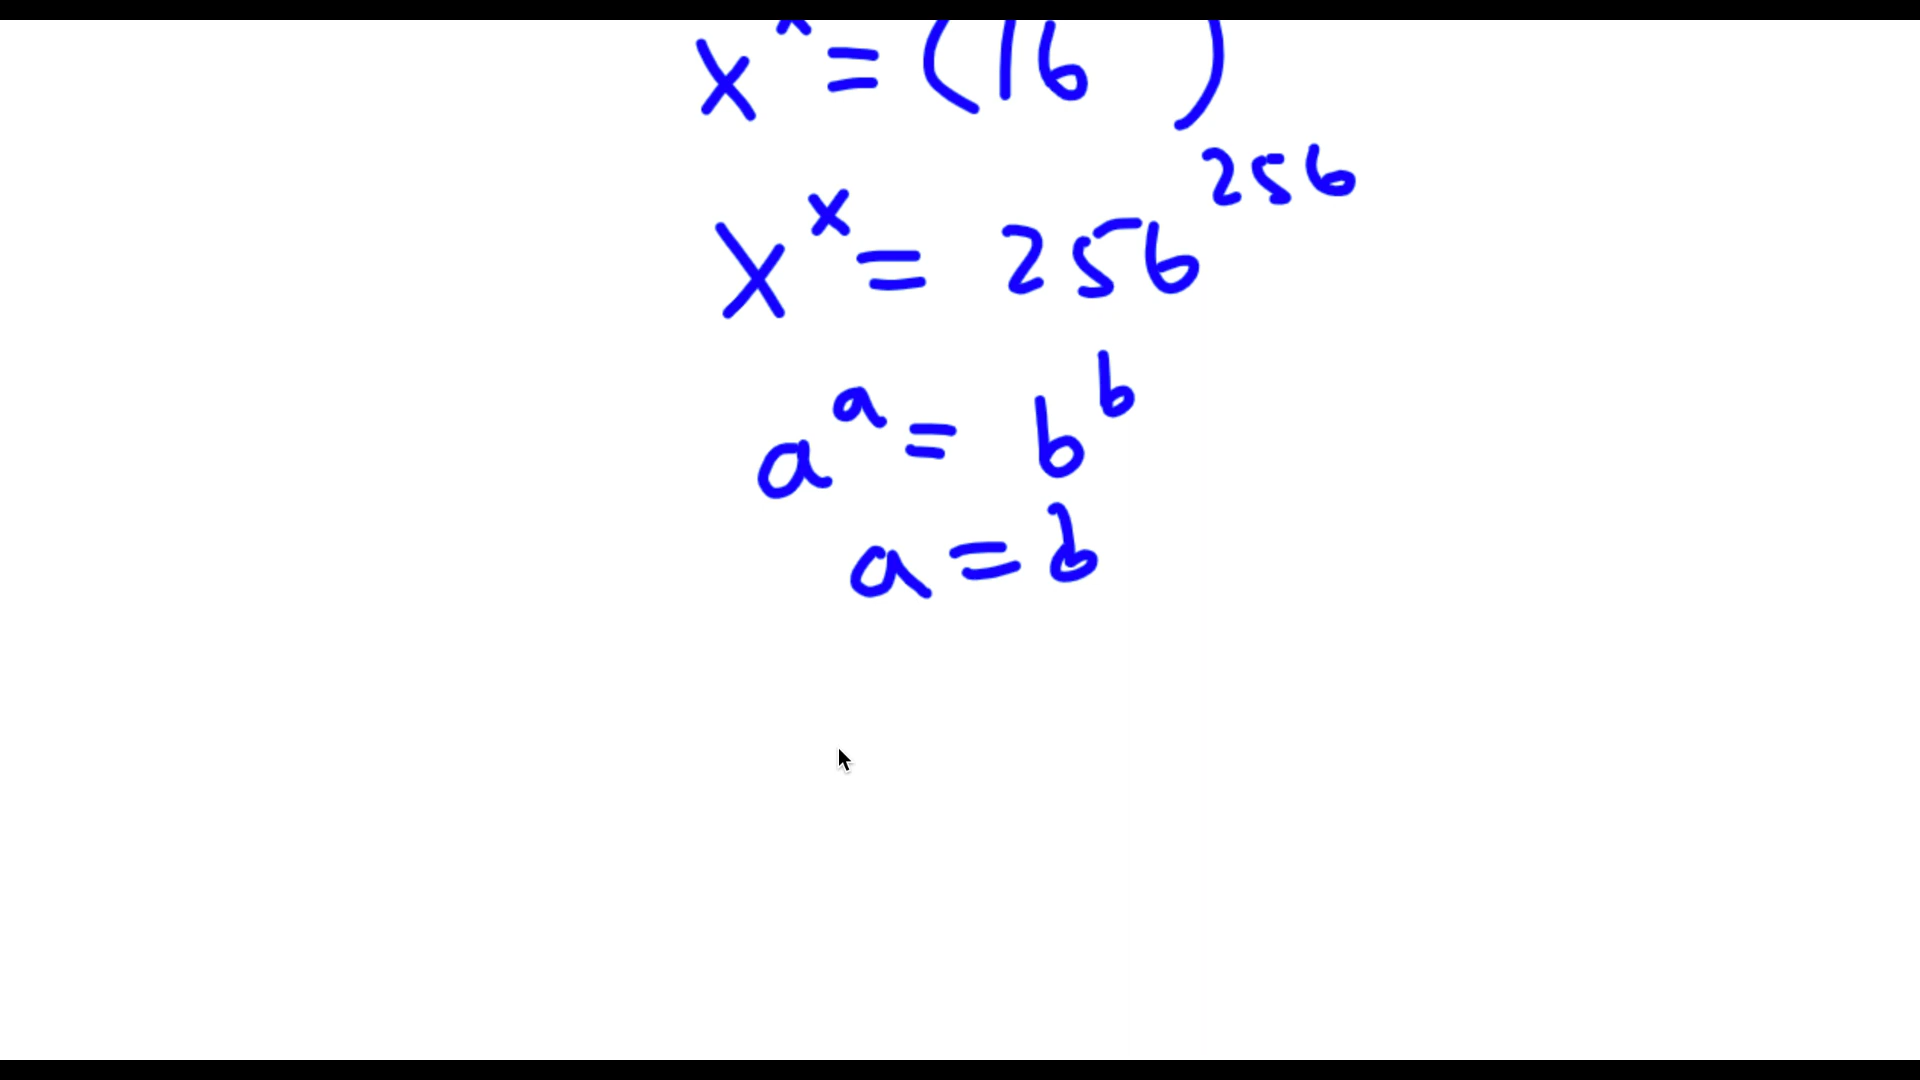 x^x = (16 )
x^x = 256^256
a^a = b^b
a = b